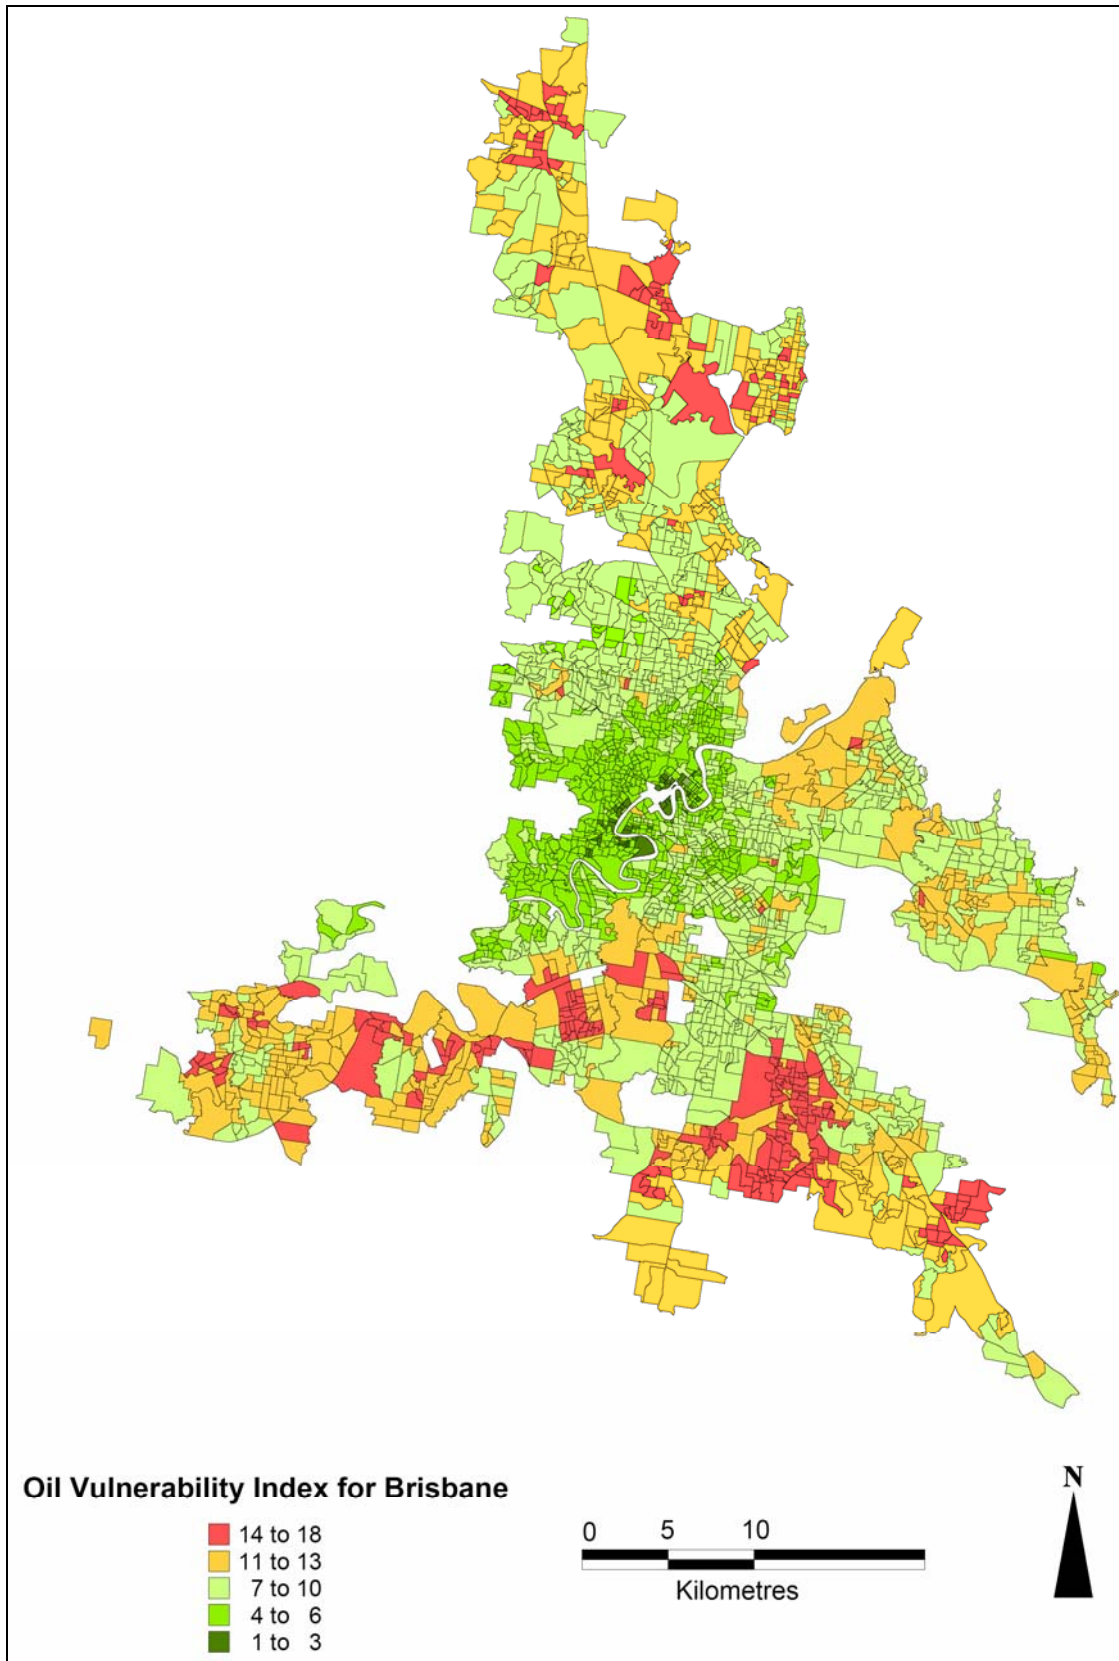 Oil Vulnerability Index for Brisbane
14 to 18
11 to 13
7 to 10
4 to 6
1 to 3
0 5 10
Kilometres
N